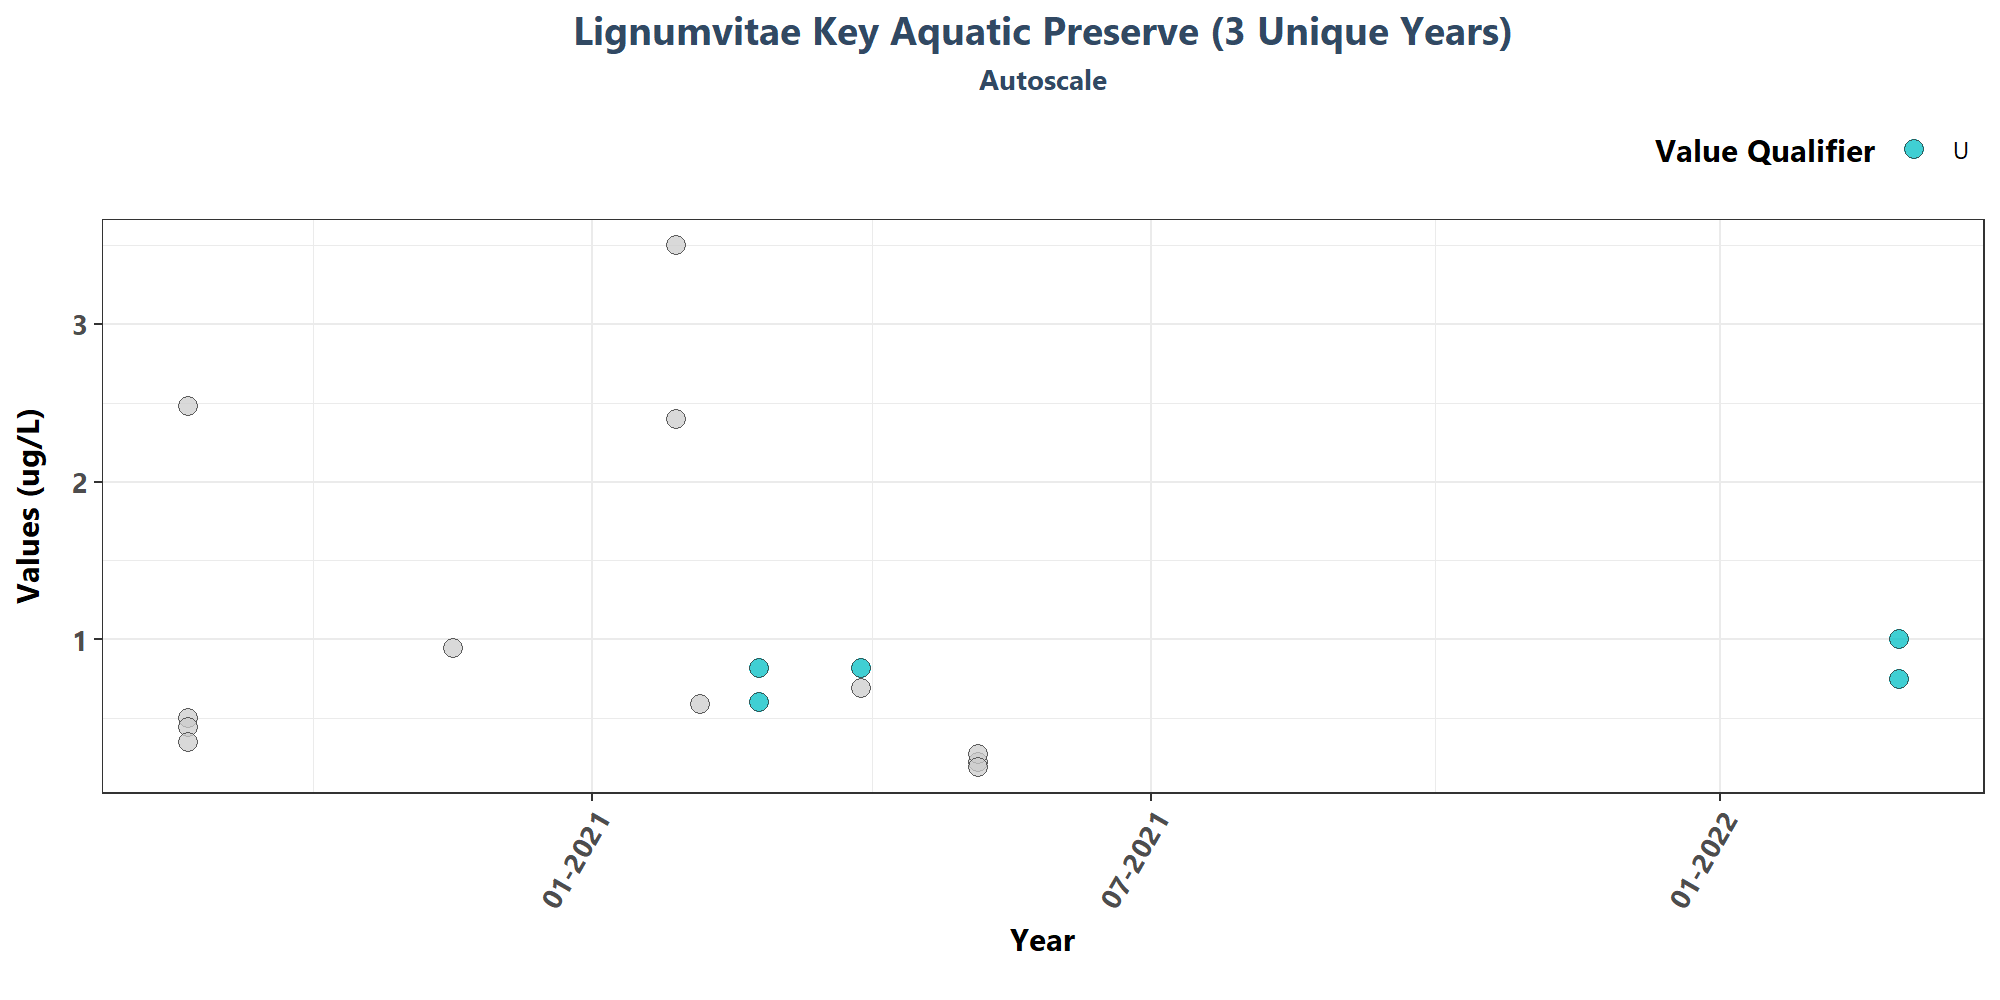 Lignumvitae Key Aquatic Preserve (3 Unique Years)
Autoscale
Value Qualifier U
Values (ug/L)
3
2
1
01-2021
07-2021
01-2022
Year